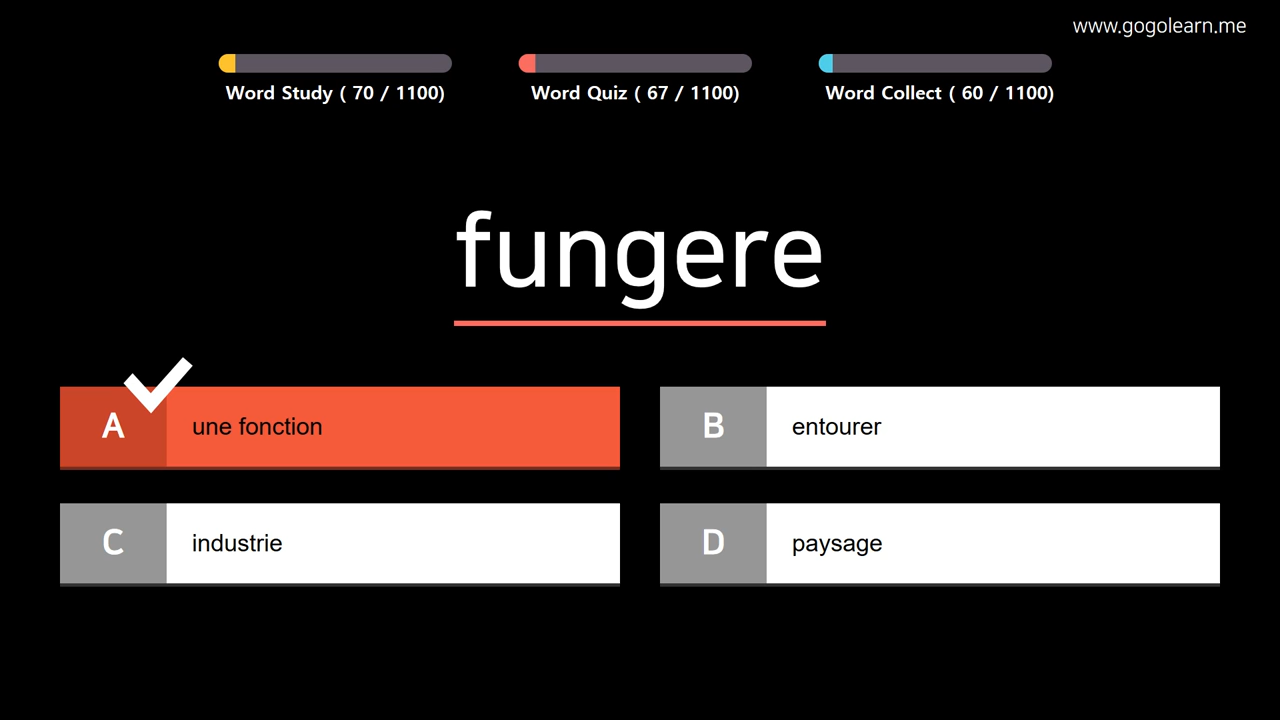 www.gogolearn.me
Word Study ( 70 / 1100)
Word Quiz ( 67 / 1100)
Word Collect ( 60 / 1100)
fungere
A une fonction
B entourer
C industrie
D paysage